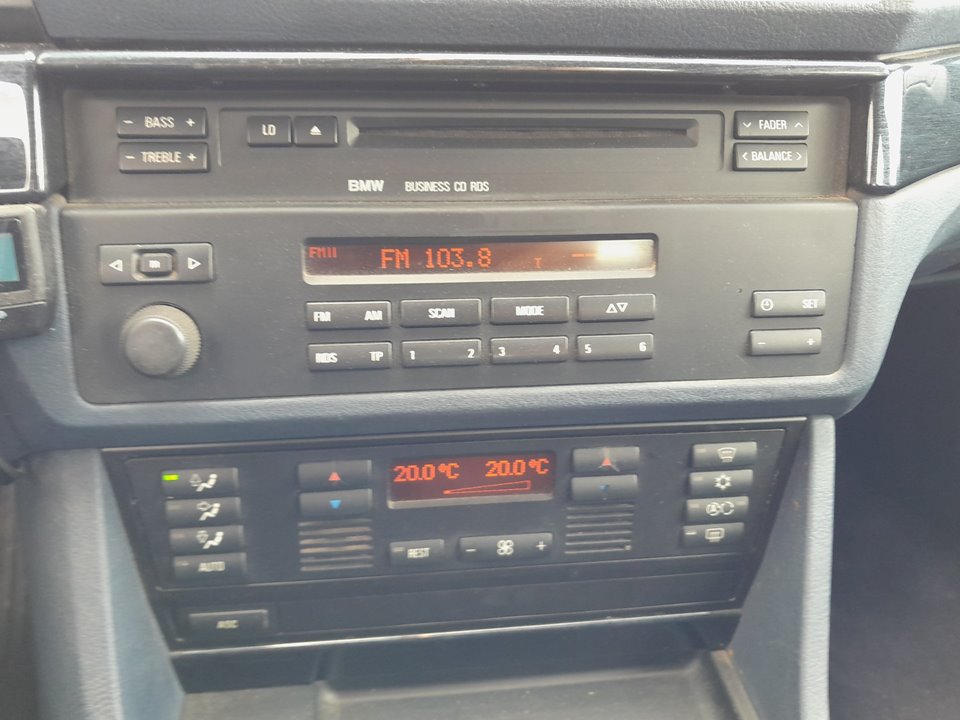 - BASS +
LD
FADER
- TREBLE +
< BALANCE >
BMW BUSINESS CD RDS
FMII
FM 103.8 T
m
FM AM
SCAN
MODE
SET
RDS TP
1 2
3 4
5 6
- +
20.0°C 20.0°C
REST
- +
AUTO
ASC